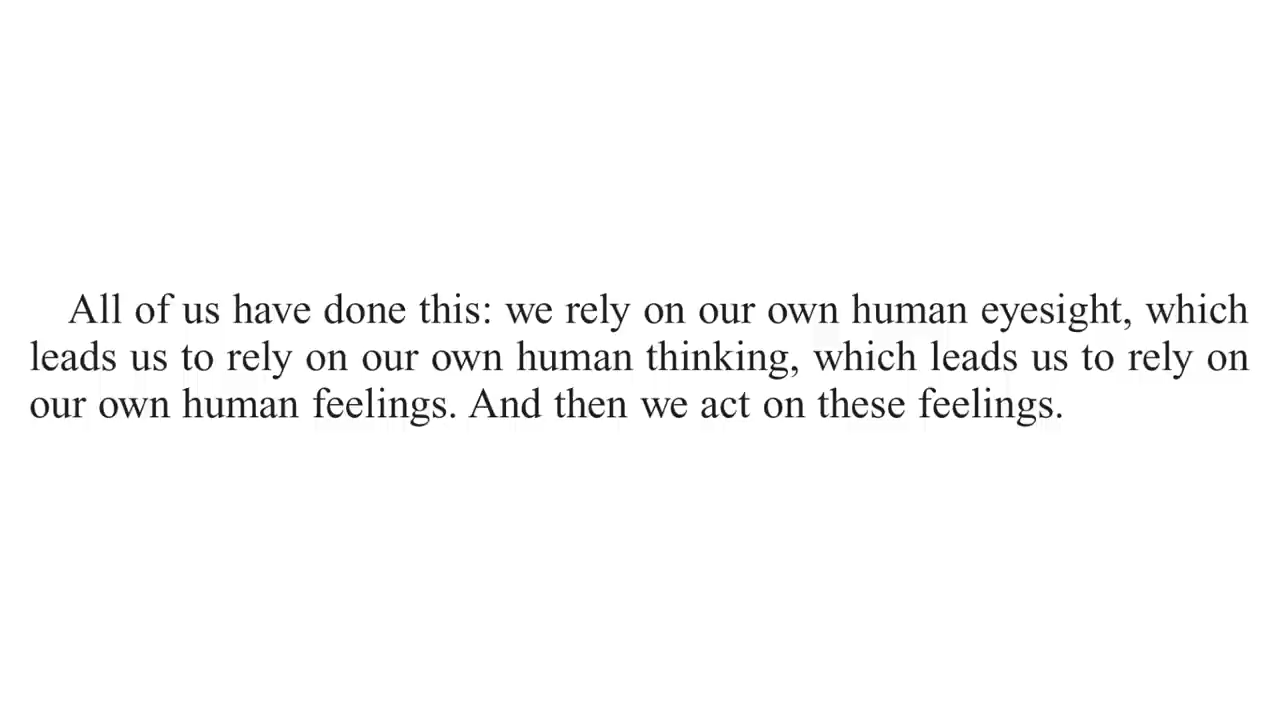 All of us have done this: we rely on our own human eyesight, which
leads us to rely on our own human thinking, which leads us to rely on
our own human feelings. And then we act on these feelings.